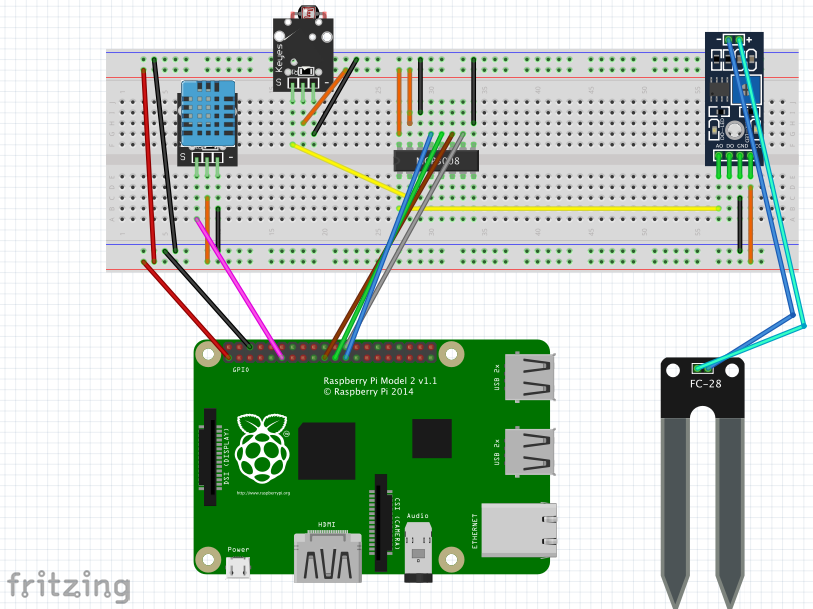 Keyes
S
-
- +
MCP3008
S
-
AO DO GND VCC
GPIO
Raspberry Pi Model 2 v1.1
© Raspberry Pi 2014
USB 2x
DSI (DISPLAY)
http://www.raspberrypi.org
USB 2x
FC-28
CSI (CAMERA)
Audio
ETHERNET
HDMI
Power
fritzing